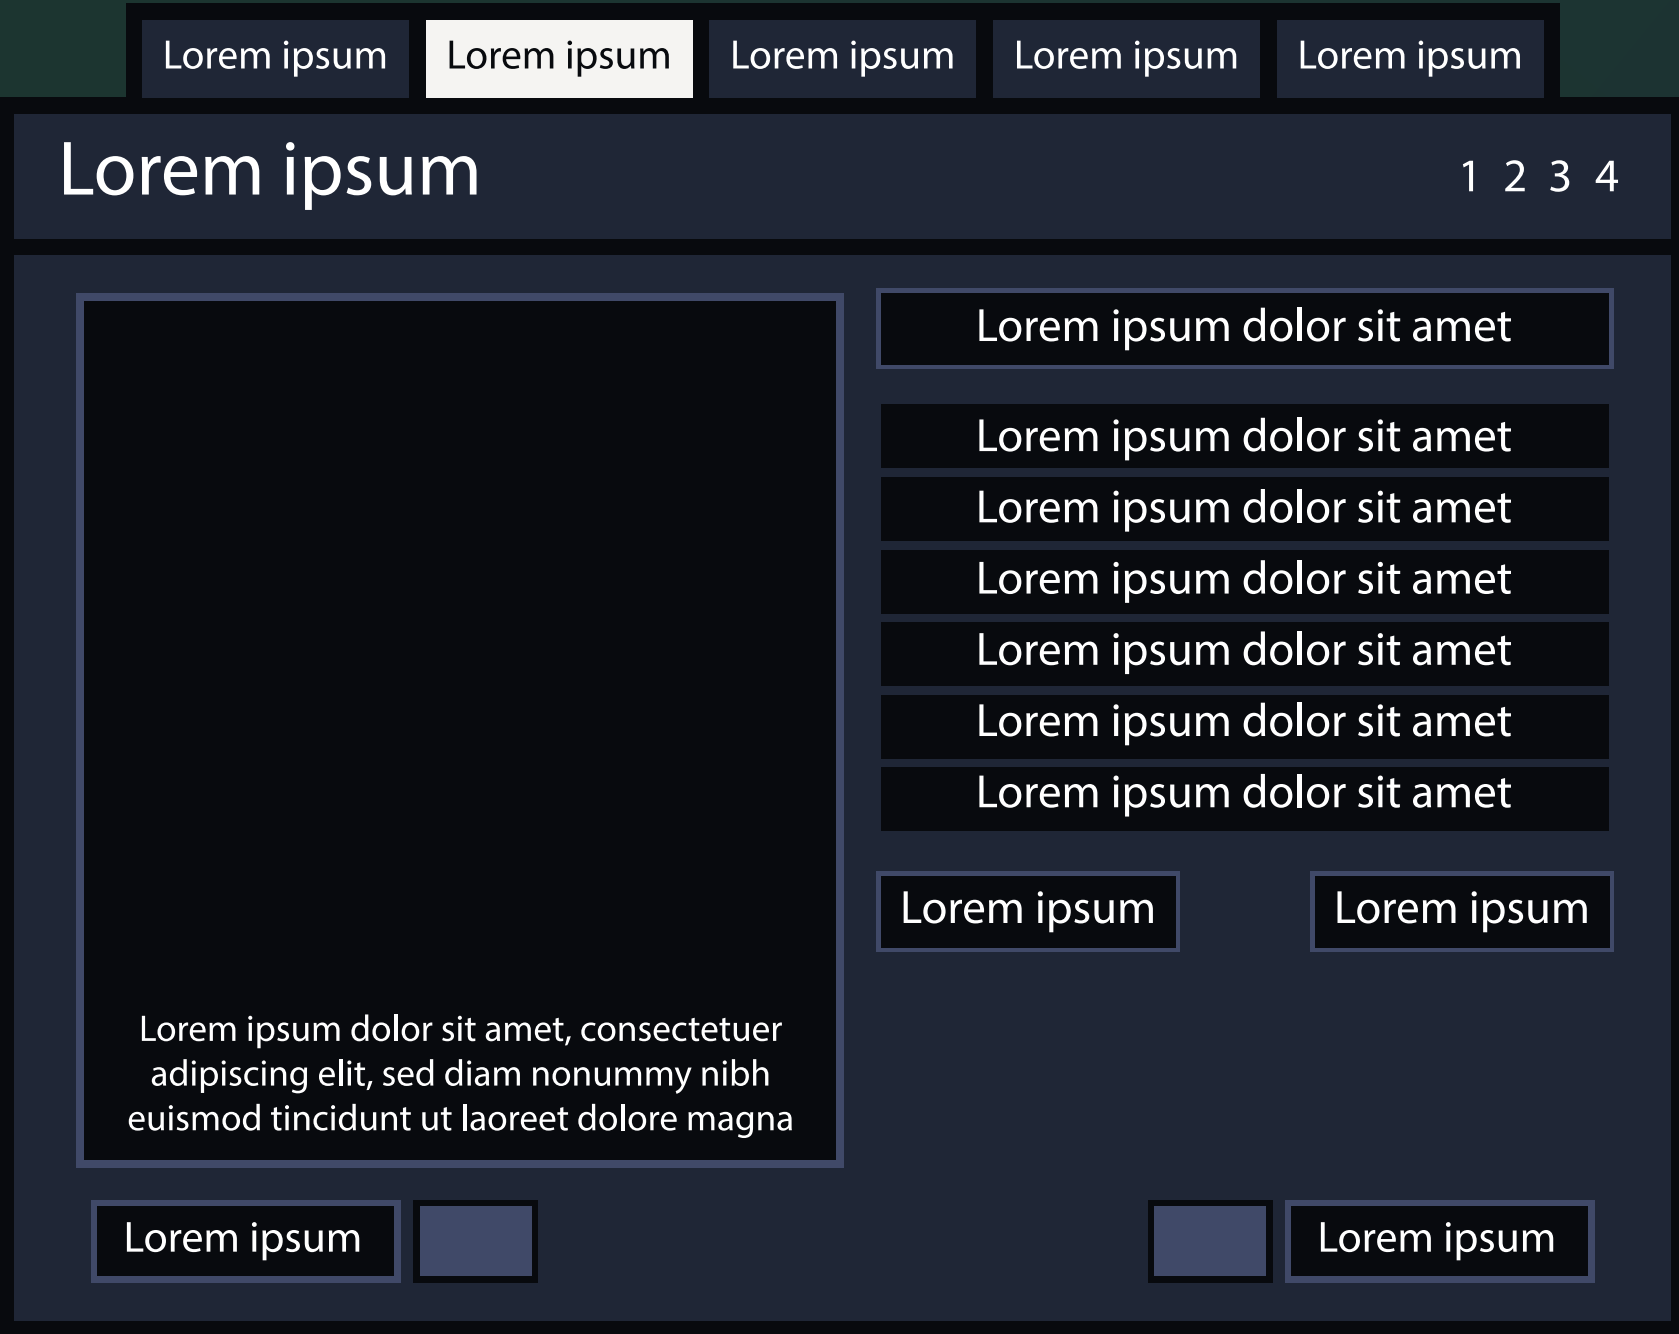 Lorem ipsum
Lorem ipsum
Lorem ipsum
Lorem ipsum
Lorem ipsum
Lorem ipsum
1 2 3 4
Lorem ipsum dolor sit amet
Lorem ipsum dolor sit amet
Lorem ipsum dolor sit amet
Lorem ipsum dolor sit amet
Lorem ipsum dolor sit amet
Lorem ipsum dolor sit amet
Lorem ipsum dolor sit amet
Lorem ipsum
Lorem ipsum
Lorem ipsum dolor sit amet, consectetuer
adipiscing elit, sed diam nonummy nibh
euismod tincidunt ut laoreet dolore magna
Lorem ipsum
Lorem ipsum